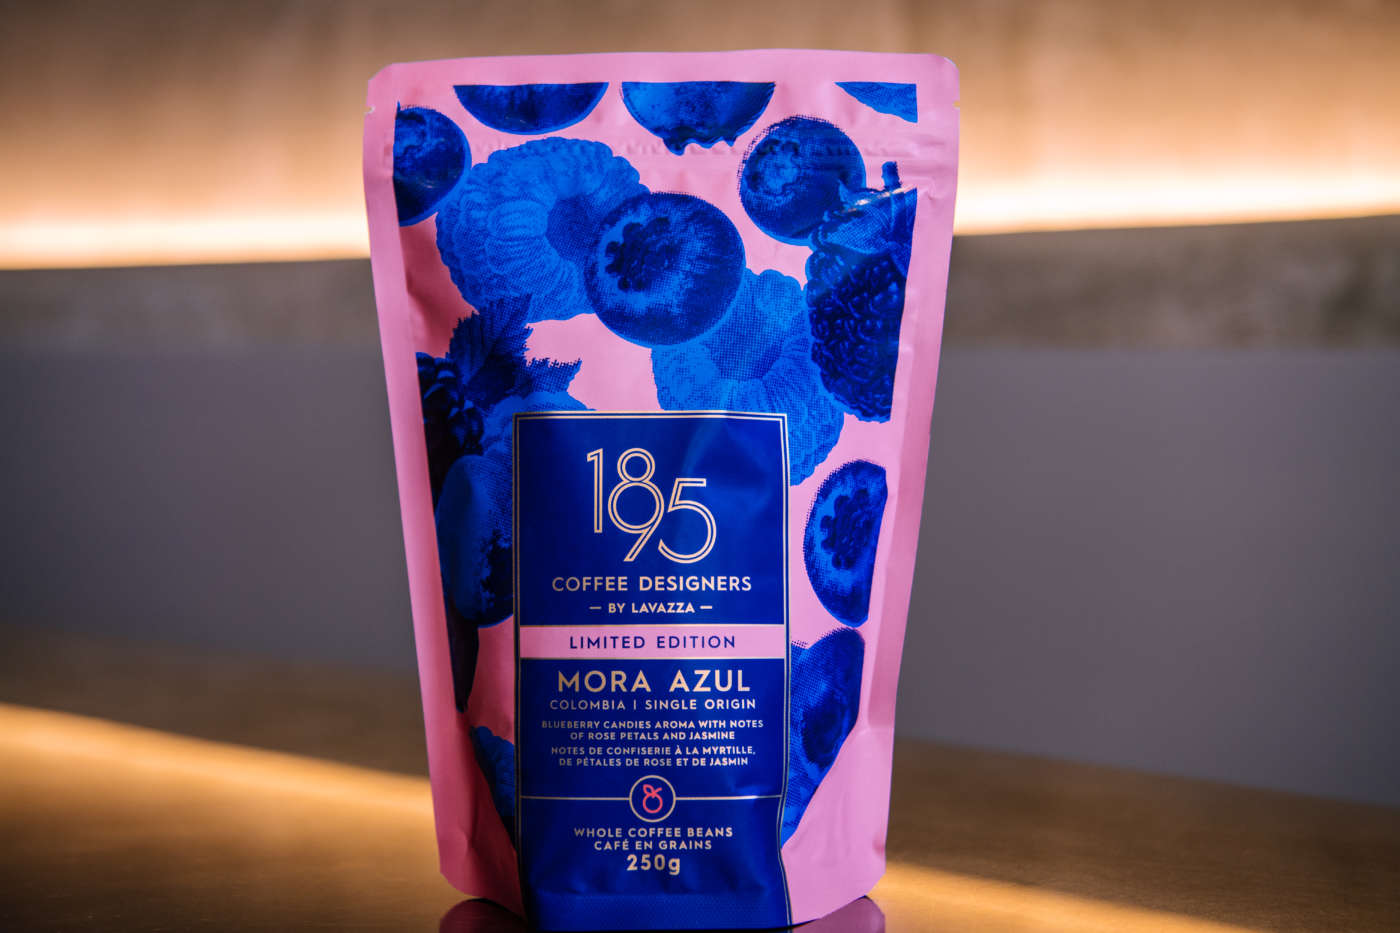 1895
COFFEE DESIGNERS
— BY LAVAZZA —
LIMITED EDITION
MORA AZUL
COLOMBIA | SINGLE ORIGIN
BLUEBERRY CANDIES AROMA WITH NOTES
OF ROSE PETALS AND JASMINE
NOTES DE CONFISERIE À LA MYRTILLE,
DE PÉTALES DE ROSE ET DE JASMIN
WHOLE COFFEE BEANS
CAFÉ EN GRAINS
250g